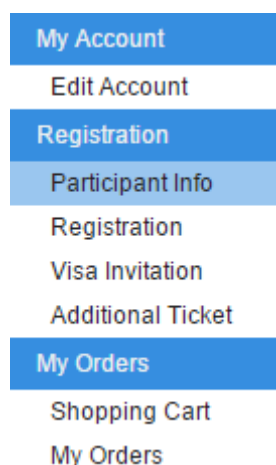 My Account
Edit Account
Registration
Participant Info
Registration
Visa Invitation
Additional Ticket
My Orders
Shopping Cart
My Orders